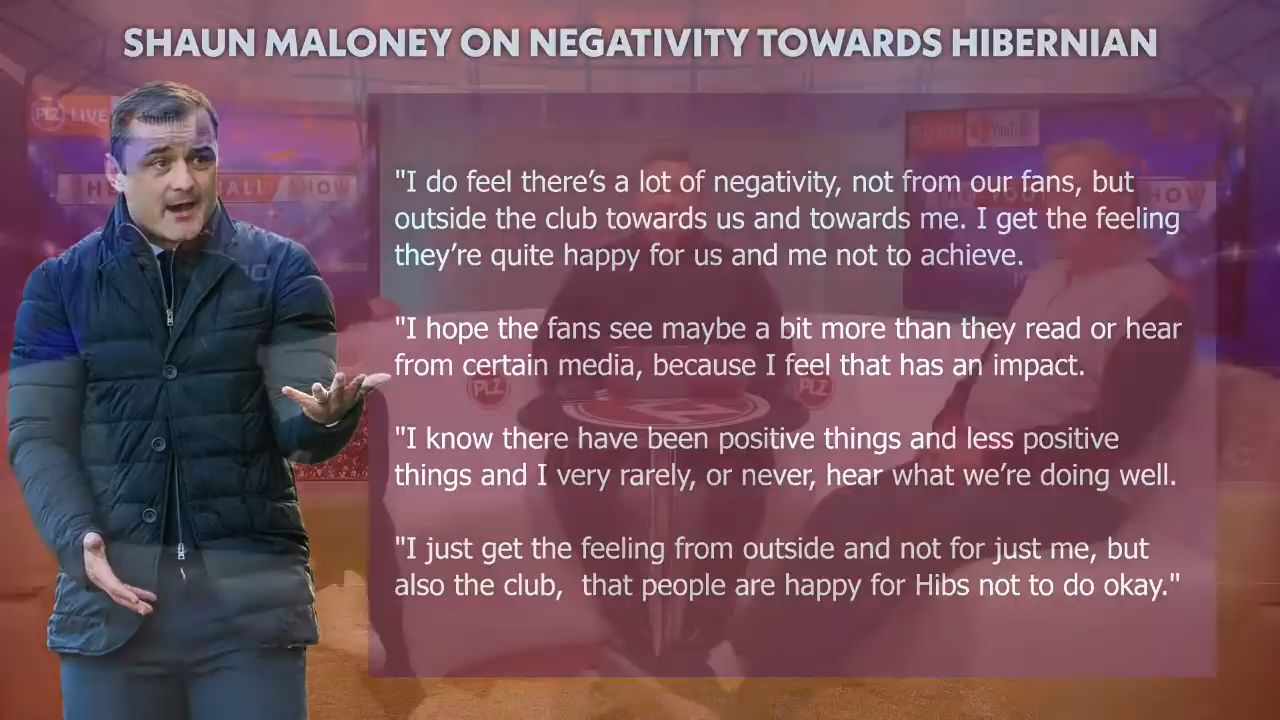 SHAUN MALONEY ON NEGATIVITY TOWARDS HIBERNIAN
PLZ LIVE
"I do feel there’s a lot of negativity, not from our fans, but
outside the club towards us and towards me. I get the feeling
they’re quite happy for us and me not to achieve.
"I hope the fans see maybe a bit more than they read or hear
from certain media, because I feel that has an impact.
"I know there have been positive things and less positive
things and I very rarely, or never, hear what we’re doing well.
"I just get the feeling from outside and not for just me, but
also the club,  that people are happy for Hibs not to do okay."
PLZ
PLZ
SHOW